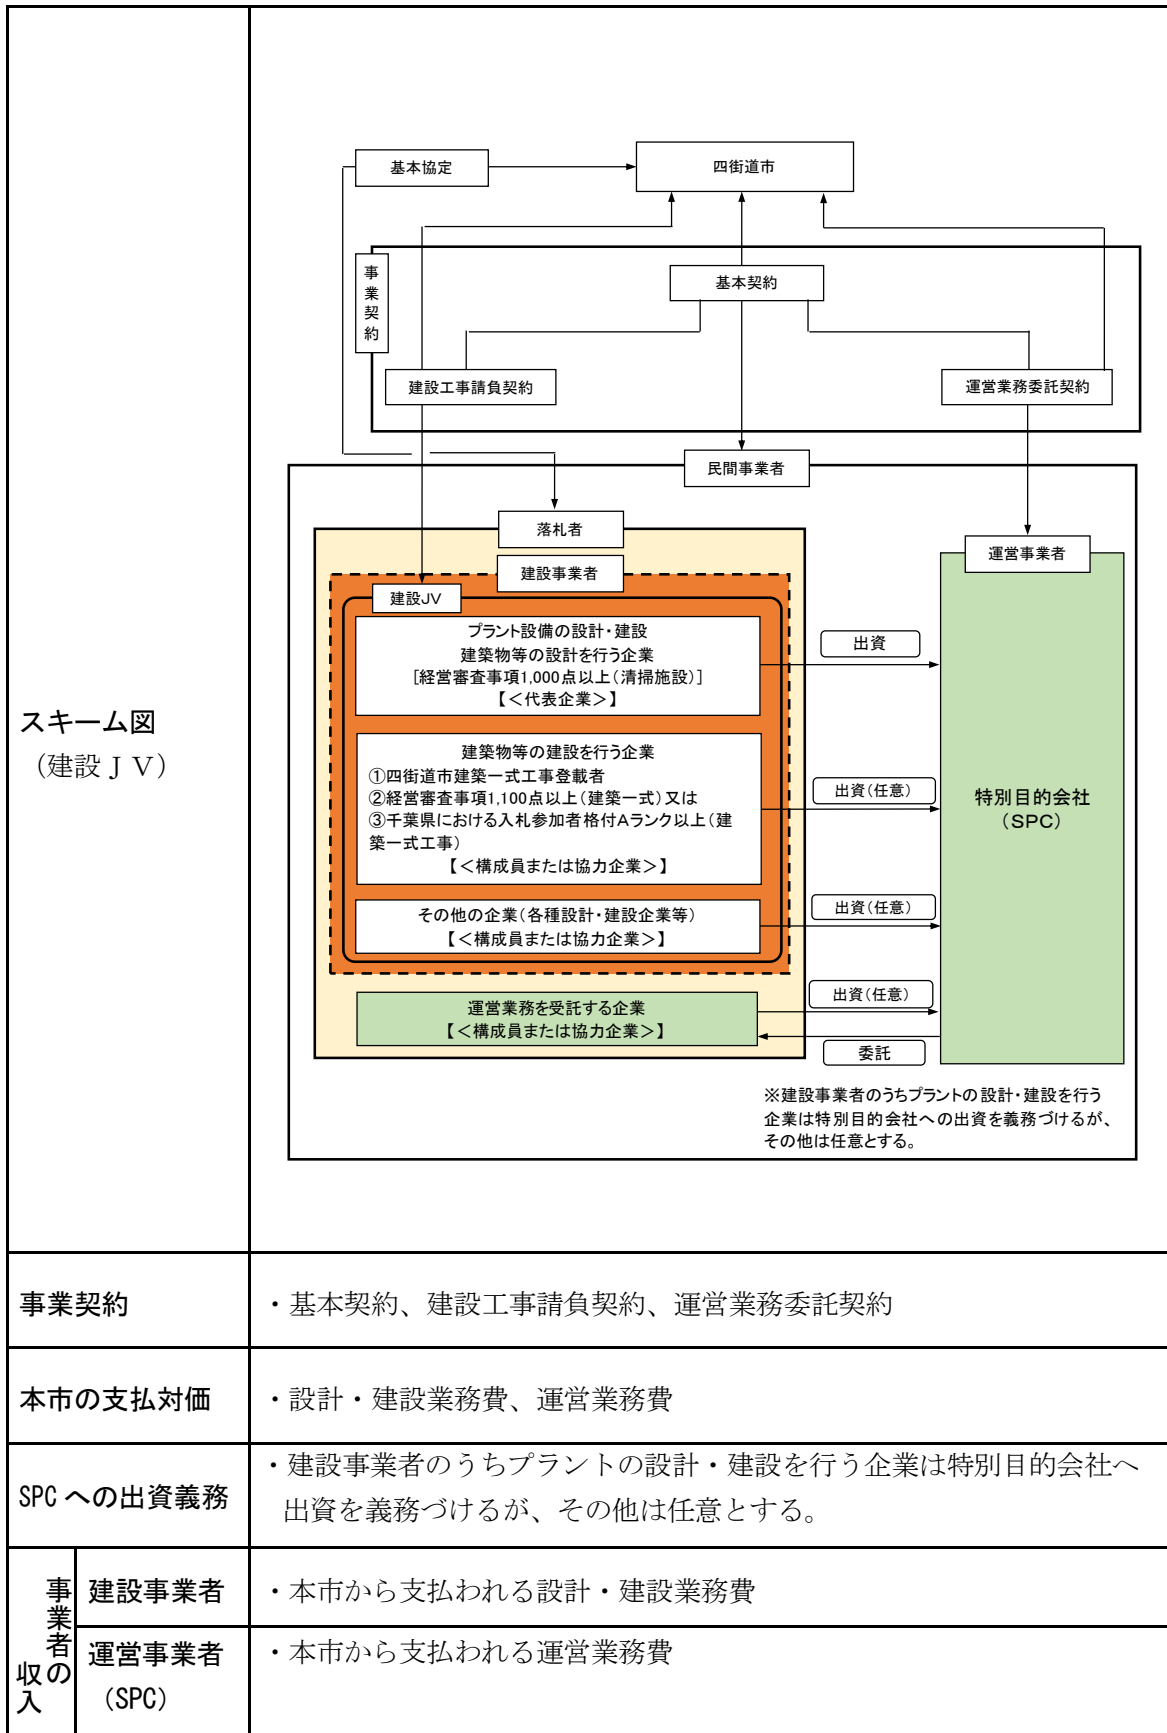 スキーム図
（建設ＪＶ）
基本協定
四街道市
事業契約
基本契約
建設工事請負契約
運営業務委託契約
民間事業者
落札者
建設事業者
建設JV
プラント設備の設計・建設
建築物等の設計を行う企業
[経営審査事項1,000点以上（清掃施設）]
【＜代表企業＞】
建築物等の建設を行う企業
①四街道市建築一式工事登載者
②経営審査事項1,100点以上（建築一式）又は
③千葉県における入札参加者格付Aランク以上（建
築一式工事）
【＜構成員または協力企業＞】
その他の企業（各種設計・建設企業等）
【＜構成員または協力企業＞】
運営業務を受託する企業
【＜構成員または協力企業＞】
出資
出資（任意）
出資（任意）
出資（任意）
委託
運営事業者
特別目的会社
（SPC）
※建設事業者のうちプラントの設計・建設を行う
企業は特別目的会社への出資を義務づけるが、
その他は任意とする。
事業契約
・基本契約、建設工事請負契約、運営業務委託契約
本市の支払対価
・設計・建設業務費、運営業務費
SPCへの出資義務
・建設事業者のうちプラントの設計・建設を行う企業は特別目的会社へ
出資を義務づけるが、その他は任意とする。
事業者の
収入
建設事業者
・本市から支払われる設計・建設業務費
運営事業者
（SPC）
・本市から支払われる運営業務費